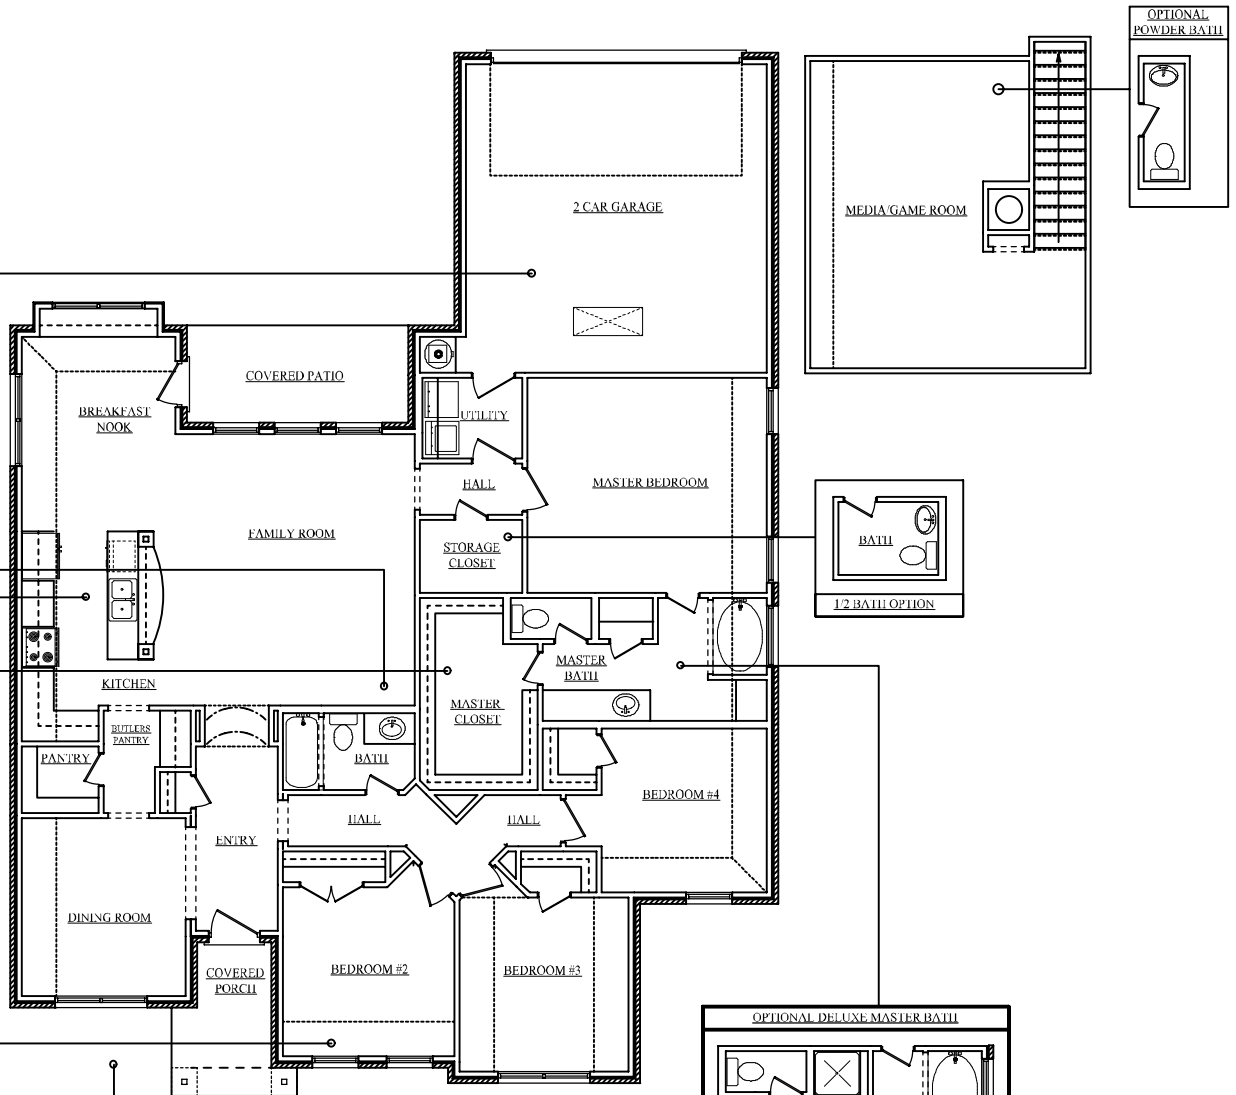 OPTIONAL
POWDER BATH
2 CAR GARAGE
MEDIA/GAME ROOM
COVERED PATIO
BREAKFAST
NOOK
UTILITY
HALL
MASTER BEDROOM
FAMILY ROOM
STORAGE
CLOSET
BATH
1/2 BATH OPTION
KITCHEN
MASTER
BATH
MASTER
CLOSET
BUTLERS
PANTRY
PANTRY
BATH
BEDROOM #4
HALL
HALL
ENTRY
DINING ROOM
COVERED
PORCH
BEDROOM #2
BEDROOM #3
OPTIONAL DELUXE MASTER BATH